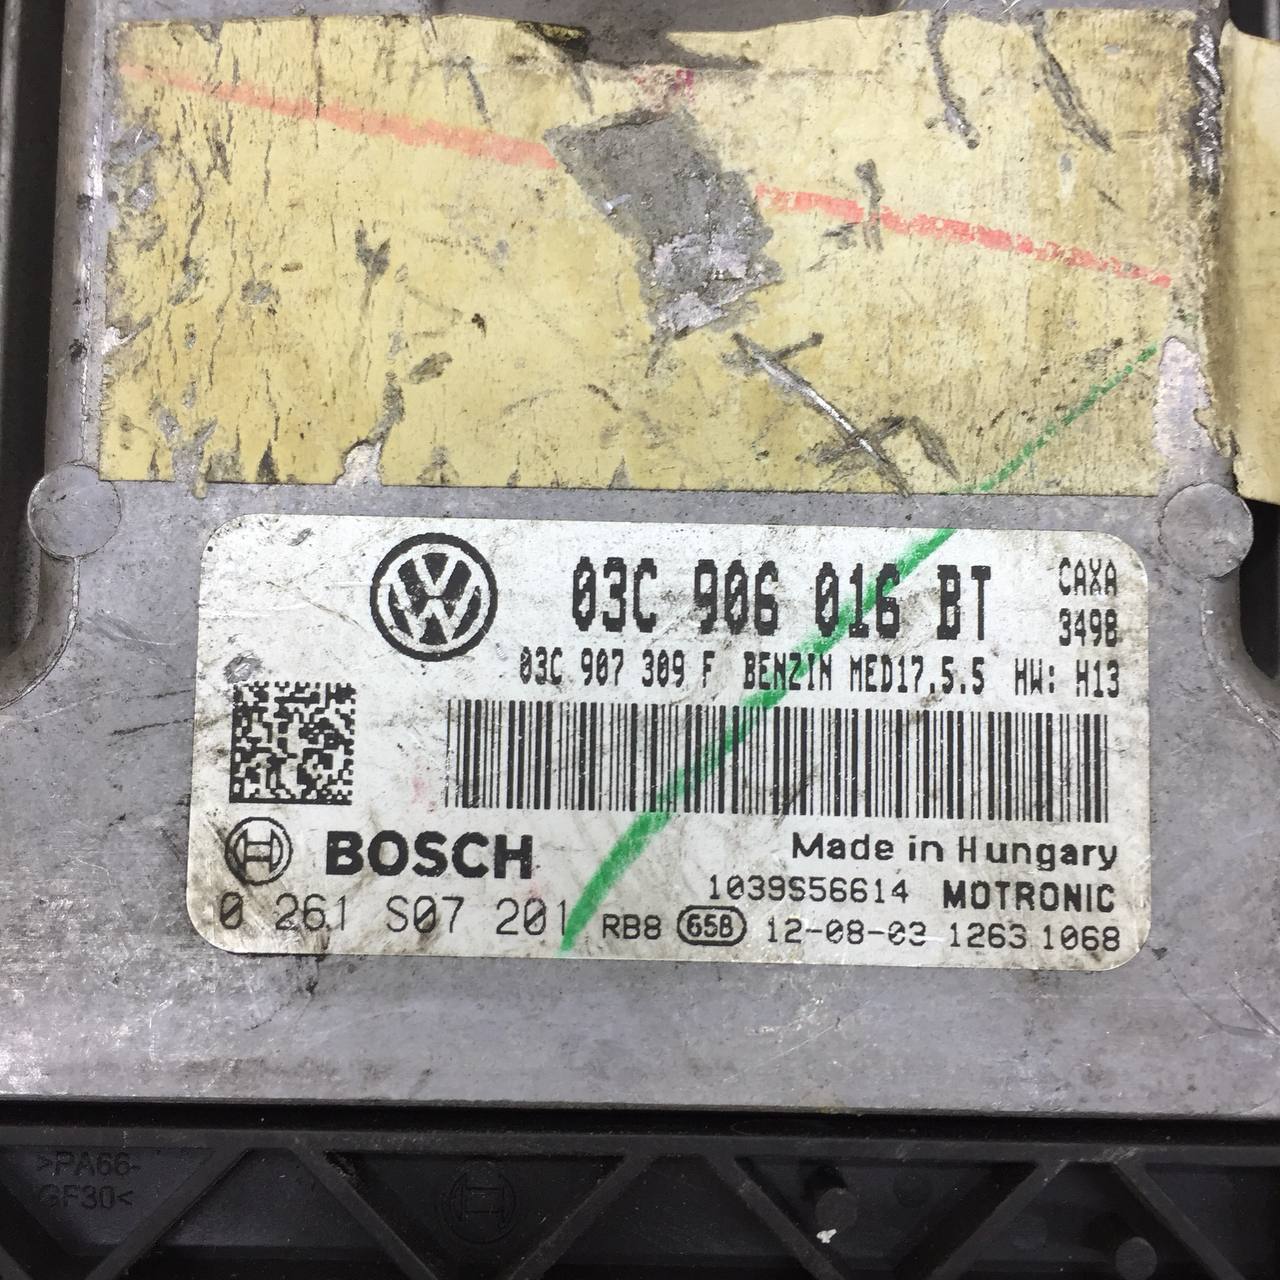 03C 906 016 BT CAXA
3498
03C 907 309 F BENZIN MED17.5.5 HW: H13
BOSCH
Made in Hungary
1039S56614 MOTRONIC
0 261 S07 201 RB8 65B 12-08-03 1263 1068
>PA66-
GF30<